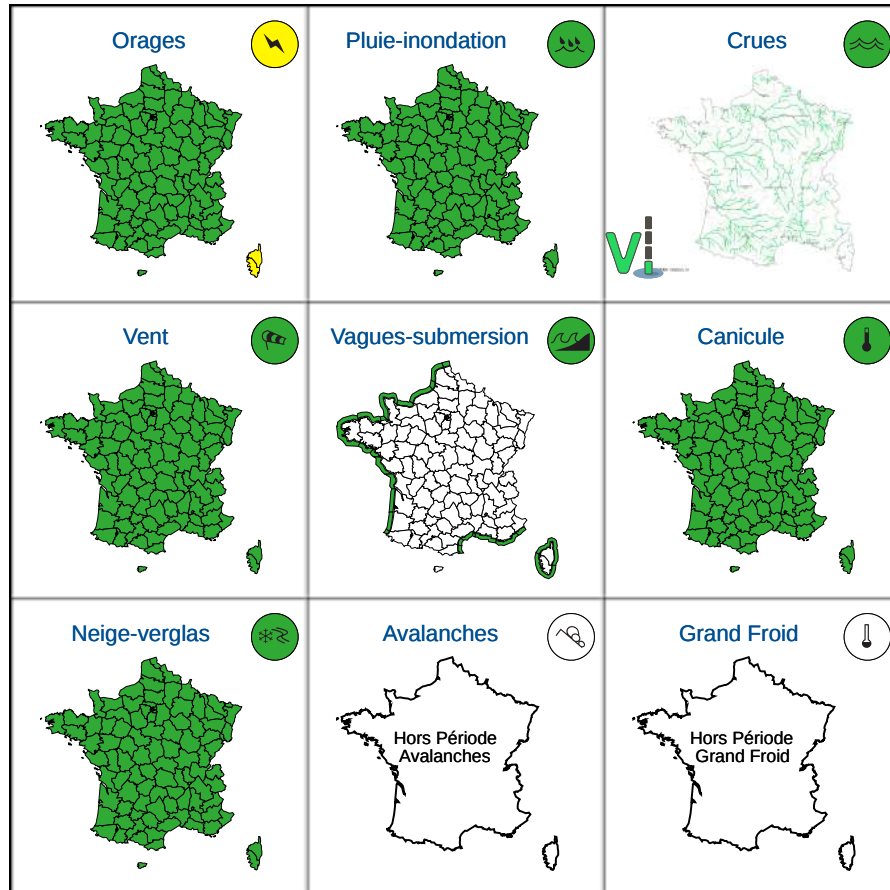 Orages
Pluie-inondation
Crues
Vent
Vagues-submersion
Canicule
Neige-verglas
Avalanches
Grand Froid
Hors Période
Avalanches
Hors Période
Grand Froid